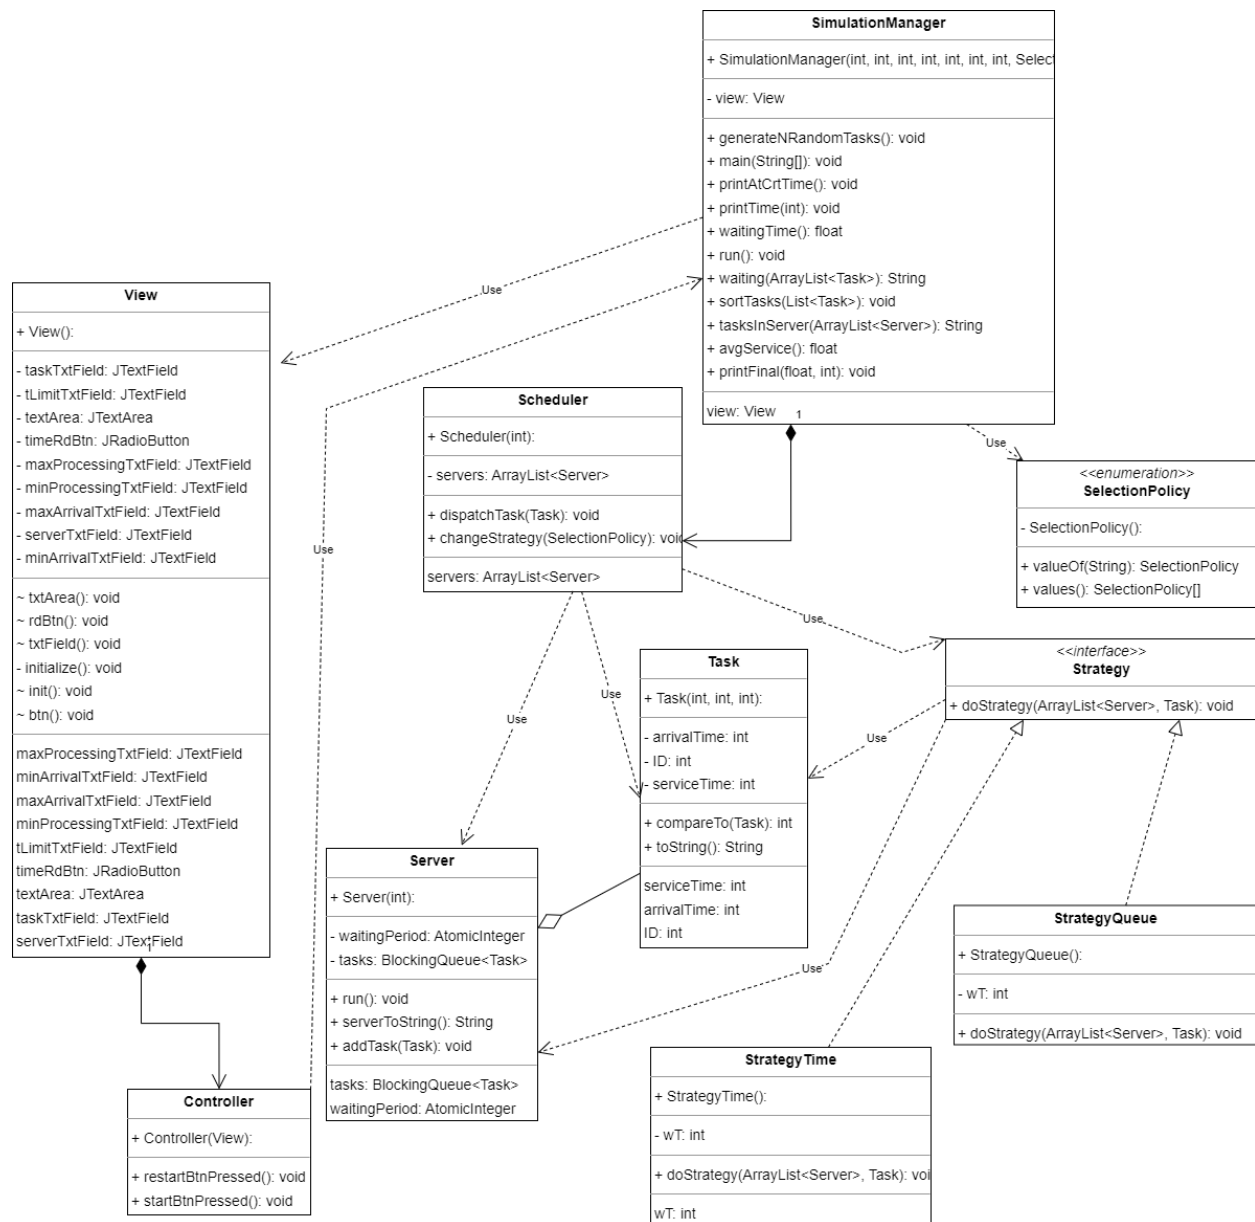 SimulationManager
+ SimulationManager(int, int, int, int, int, int, int, Select
- view: View
+ generateNRandomTasks(): void
+ main(String[]): void
+ printAtCrtTime(): void
+ printTime(int): void
+ waitingTime(): float
+ run(): void
+ waiting(ArrayList<Task>): String
+ sortTasks(List<Task>): void
+ tasksInServer(ArrayList<Server>): String
+ avgService(): float
+ printFinal(float, int): void
view: View
1
Use
Use
Use
View
+ View():
- taskTxtField: JTextField
- tLimitTxtField: JTextField
- textArea: JTextArea
- timeRdBtn: JRadioButton
- maxProcessingTxtField: JTextField
- minProcessingTxtField: JTextField
- maxArrivalTxtField: JTextField
- serverTxtField: JTextField
- minArrivalTxtField: JTextField
~ txtArea(): void
~ rdBtn(): void
~ txtField(): void
- initialize(): void
~ init(): void
~ btn(): void
maxProcessingTxtField: JTextField
minArrivalTxtField: JTextField
maxArrivalTxtField: JTextField
minProcessingTxtField: JTextField
tLimitTxtField: JTextField
timeRdBtn: JRadioButton
textArea: JTextArea
taskTxtField: JTextField
serverTxtField: JTextField
1
Scheduler
+ Scheduler(int):
- servers: ArrayList<Server>
+ dispatchTask(Task): void
+ changeStrategy(SelectionPolicy): void
servers: ArrayList<Server>
Use
Use
Use
<<enumeration>>
SelectionPolicy
- SelectionPolicy():
+ valueOf(String): SelectionPolicy
+ values(): SelectionPolicy[]
<<interface>>
Strategy
+ doStrategy(ArrayList<Server>, Task): void
Use
Use
Task
+ Task(int, int, int):
- arrivalTime: int
- ID: int
- serviceTime: int
+ compareTo(Task): int
+ toString(): String
serviceTime: int
arrivalTime: int
ID: int
Server
+ Server(int):
- waitingPeriod: AtomicInteger
- tasks: BlockingQueue<Task>
+ run(): void
+ serverToString(): String
+ addTask(Task): void
tasks: BlockingQueue<Task>
waitingPeriod: AtomicInteger
StrategyQueue
+ StrategyQueue():
- wT: int
+ doStrategy(ArrayList<Server>, Task): void
StrategyTime
+ StrategyTime():
- wT: int
+ doStrategy(ArrayList<Server>, Task): voi
wT: int
Controller
+ Controller(View):
+ restartBtnPressed(): void
+ startBtnPressed(): void